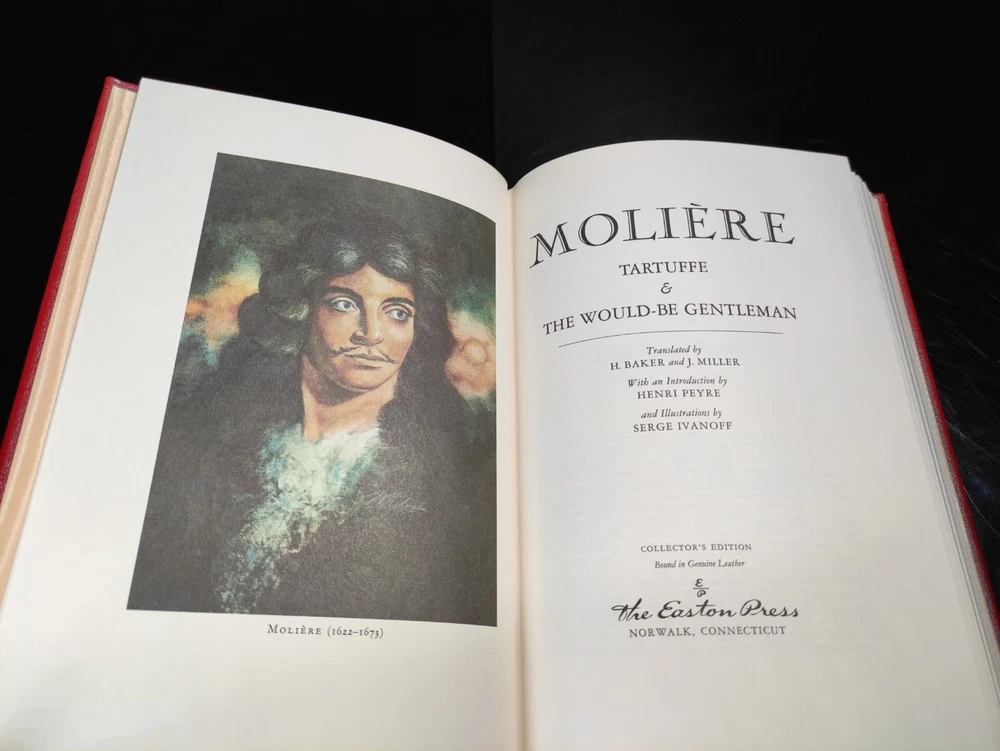 MOLIÈRE (1622–1673)
MOLIÈRE
TARTUFFE
&
THE WOULD-BE GENTLEMAN
Translated by
H. BAKER and J. MILLER
With an Introduction by
HENRI PEYRE
and Illustrations by
SERGE IVANOFF
COLLECTOR'S EDITION
Bound in Genuine Leather
E/P
the Easton Press
NORWALK, CONNECTICUT